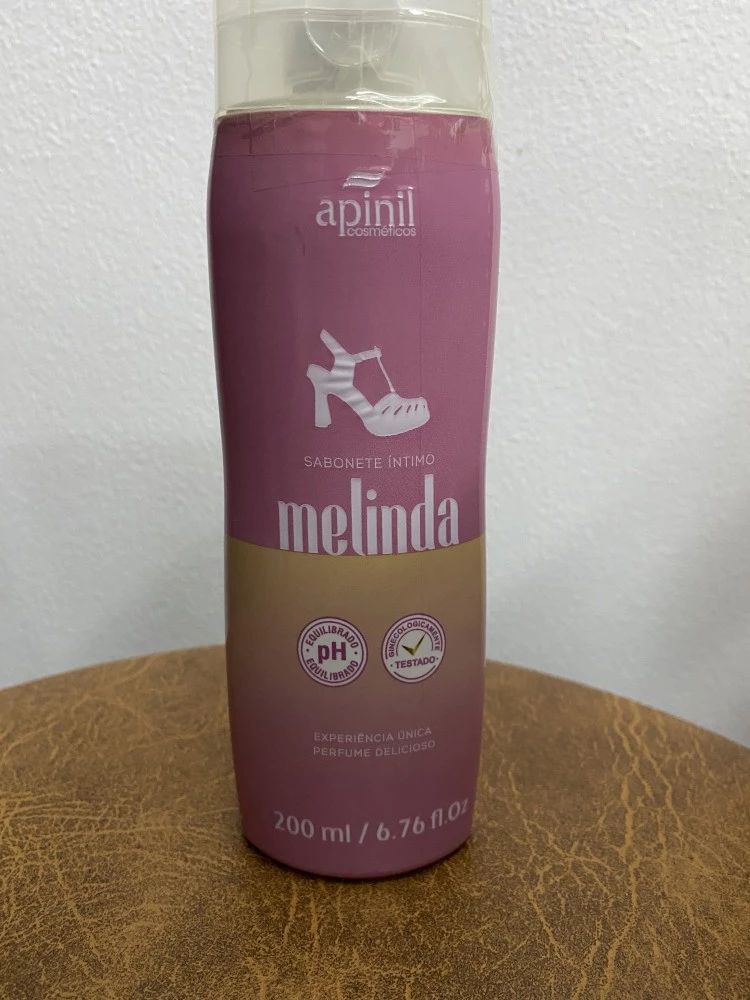 apinil
cosméticos
SABONETE ÍNTIMO
melinda
EQUILIBRADO
pH
EQUILIBRADO
GINECOLOGICAMENTE
TESTADO
EXPERIÊNCIA ÚNICA
PERFUME DELICIOSO
200 ml / 6.76 fl.oz